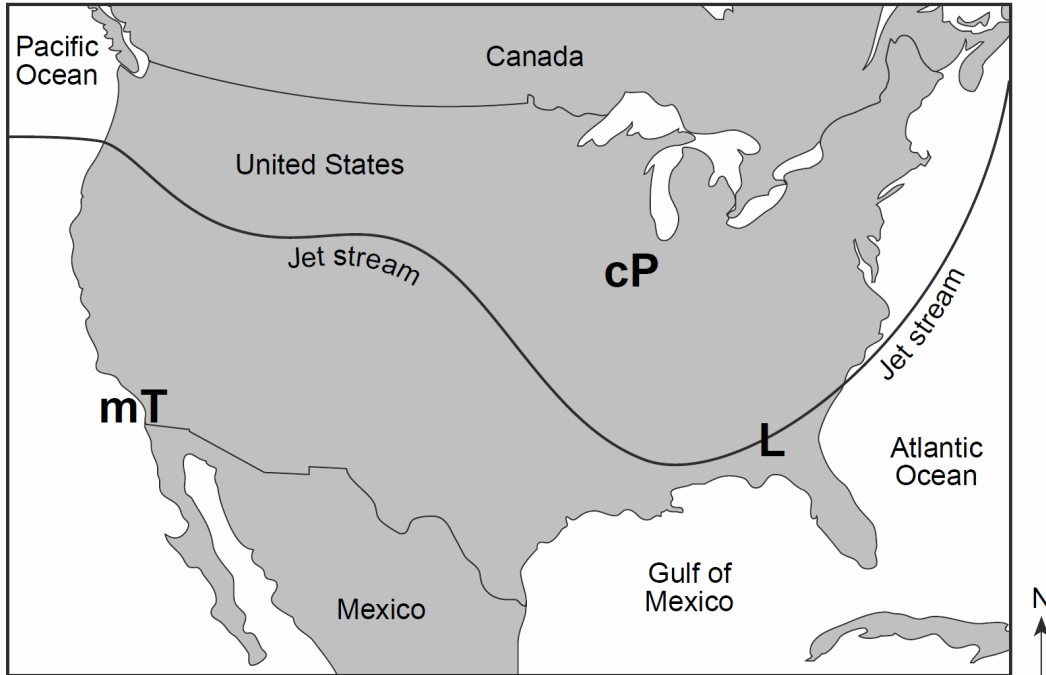 Pacific
Ocean
Canada
United States
Jet stream
cP
Jet stream
mT
L
Atlantic
Ocean
Gulf of
Mexico
Mexico
N